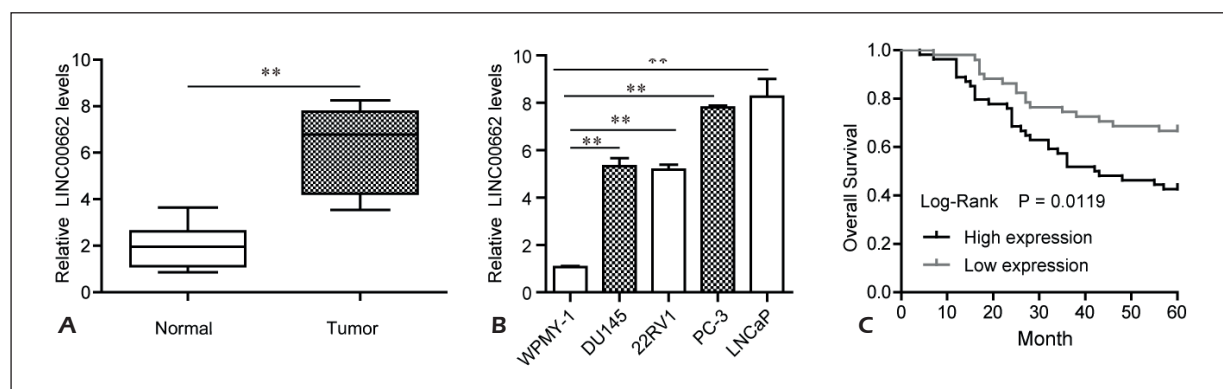 Relative LINC00662 levels
10
8
6
4
2
0
**
Normal
Tumor
A
Relative LINC00662 levels
10
8
6
4
2
0
**
**
**
**
WPMY-1
DU145
22RV1
PC-3
LNCaP
B
Overall Survival
1.0
0.8
0.6
0.4
0.2
0.0
Log-Rank P = 0.0119
High expression
Low expression
0 10 20 30 40 50 60
Month
C